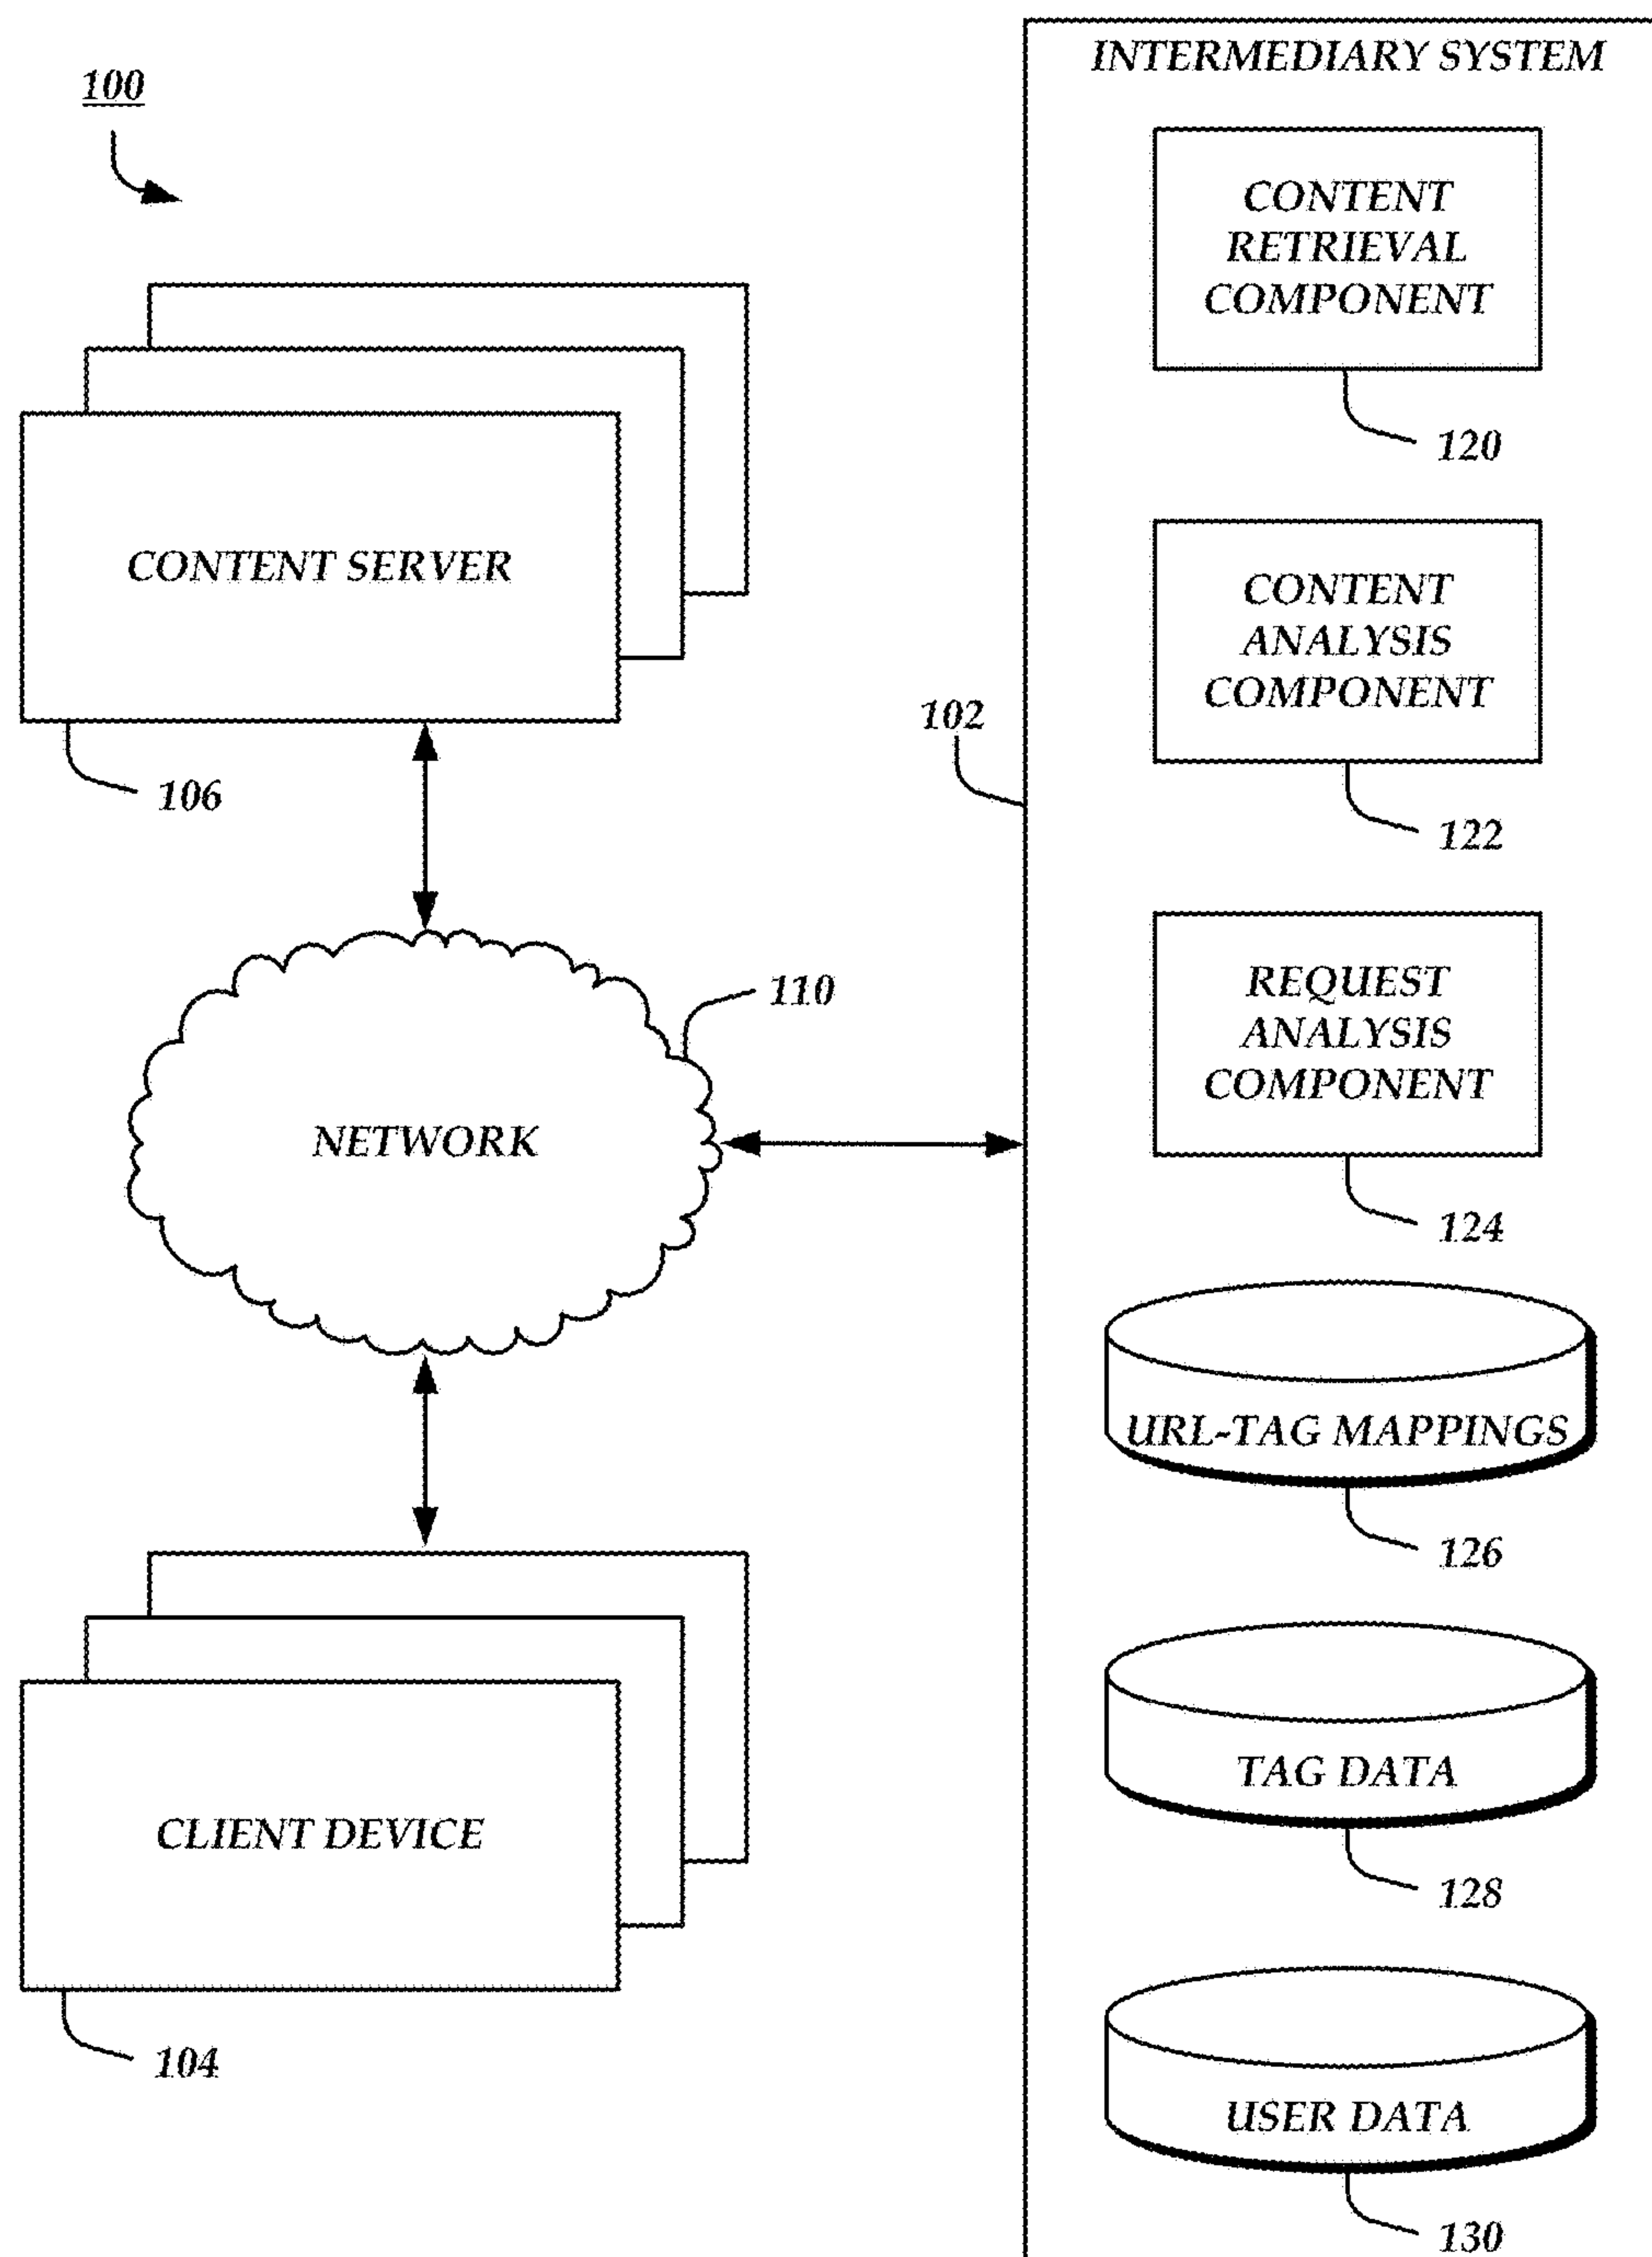 100
INTERMEDIARY SYSTEM
CONTENT
RETRIEVAL
COMPONENT
120
CONTENT SERVER
106
CONTENT
ANALYSIS
COMPONENT
122
102
110
NETWORK
REQUEST
ANALYSIS
COMPONENT
124
URL-TAG MAPPINGS
126
TAG DATA
128
CLIENT DEVICE
104
USER DATA
130